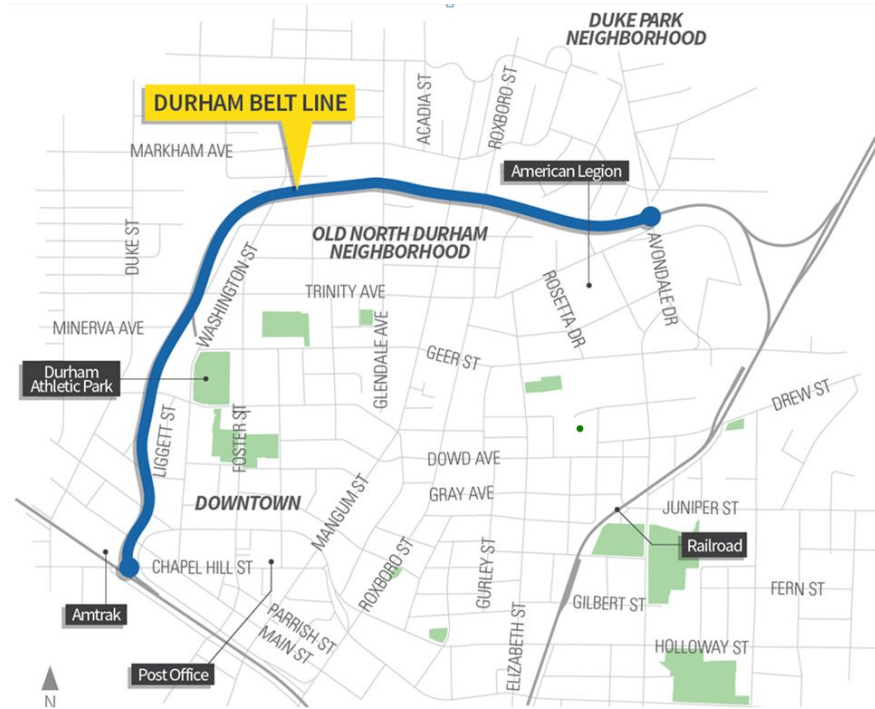 DUKE PARK
NEIGHBORHOOD
DURHAM BELT LINE
ACADIA ST
ROXBORO ST
MARKHAM AVE
American Legion
DUKE ST
OLD NORTH DURHAM
NEIGHBORHOOD
WASHINGTON ST
AVONDALE DR
ROSETTA DR
TRINITY AVE
MINERVA AVE
GLENDALE AVE
GEER ST
Durham
Athletic Park
DREW ST
LIGGETT ST
FOSTER ST
DOWD AVE
GRAY AVE
DOWNTOWN
MANGUM ST
JUNIPER ST
Railroad
ROXBORO ST
GURLEY ST
CHAPEL HILL ST
FERN ST
GILBERT ST
Amtrak
PARRISH ST
MAIN ST
ELIZABETH ST
HOLLOWAY ST
Post Office
N